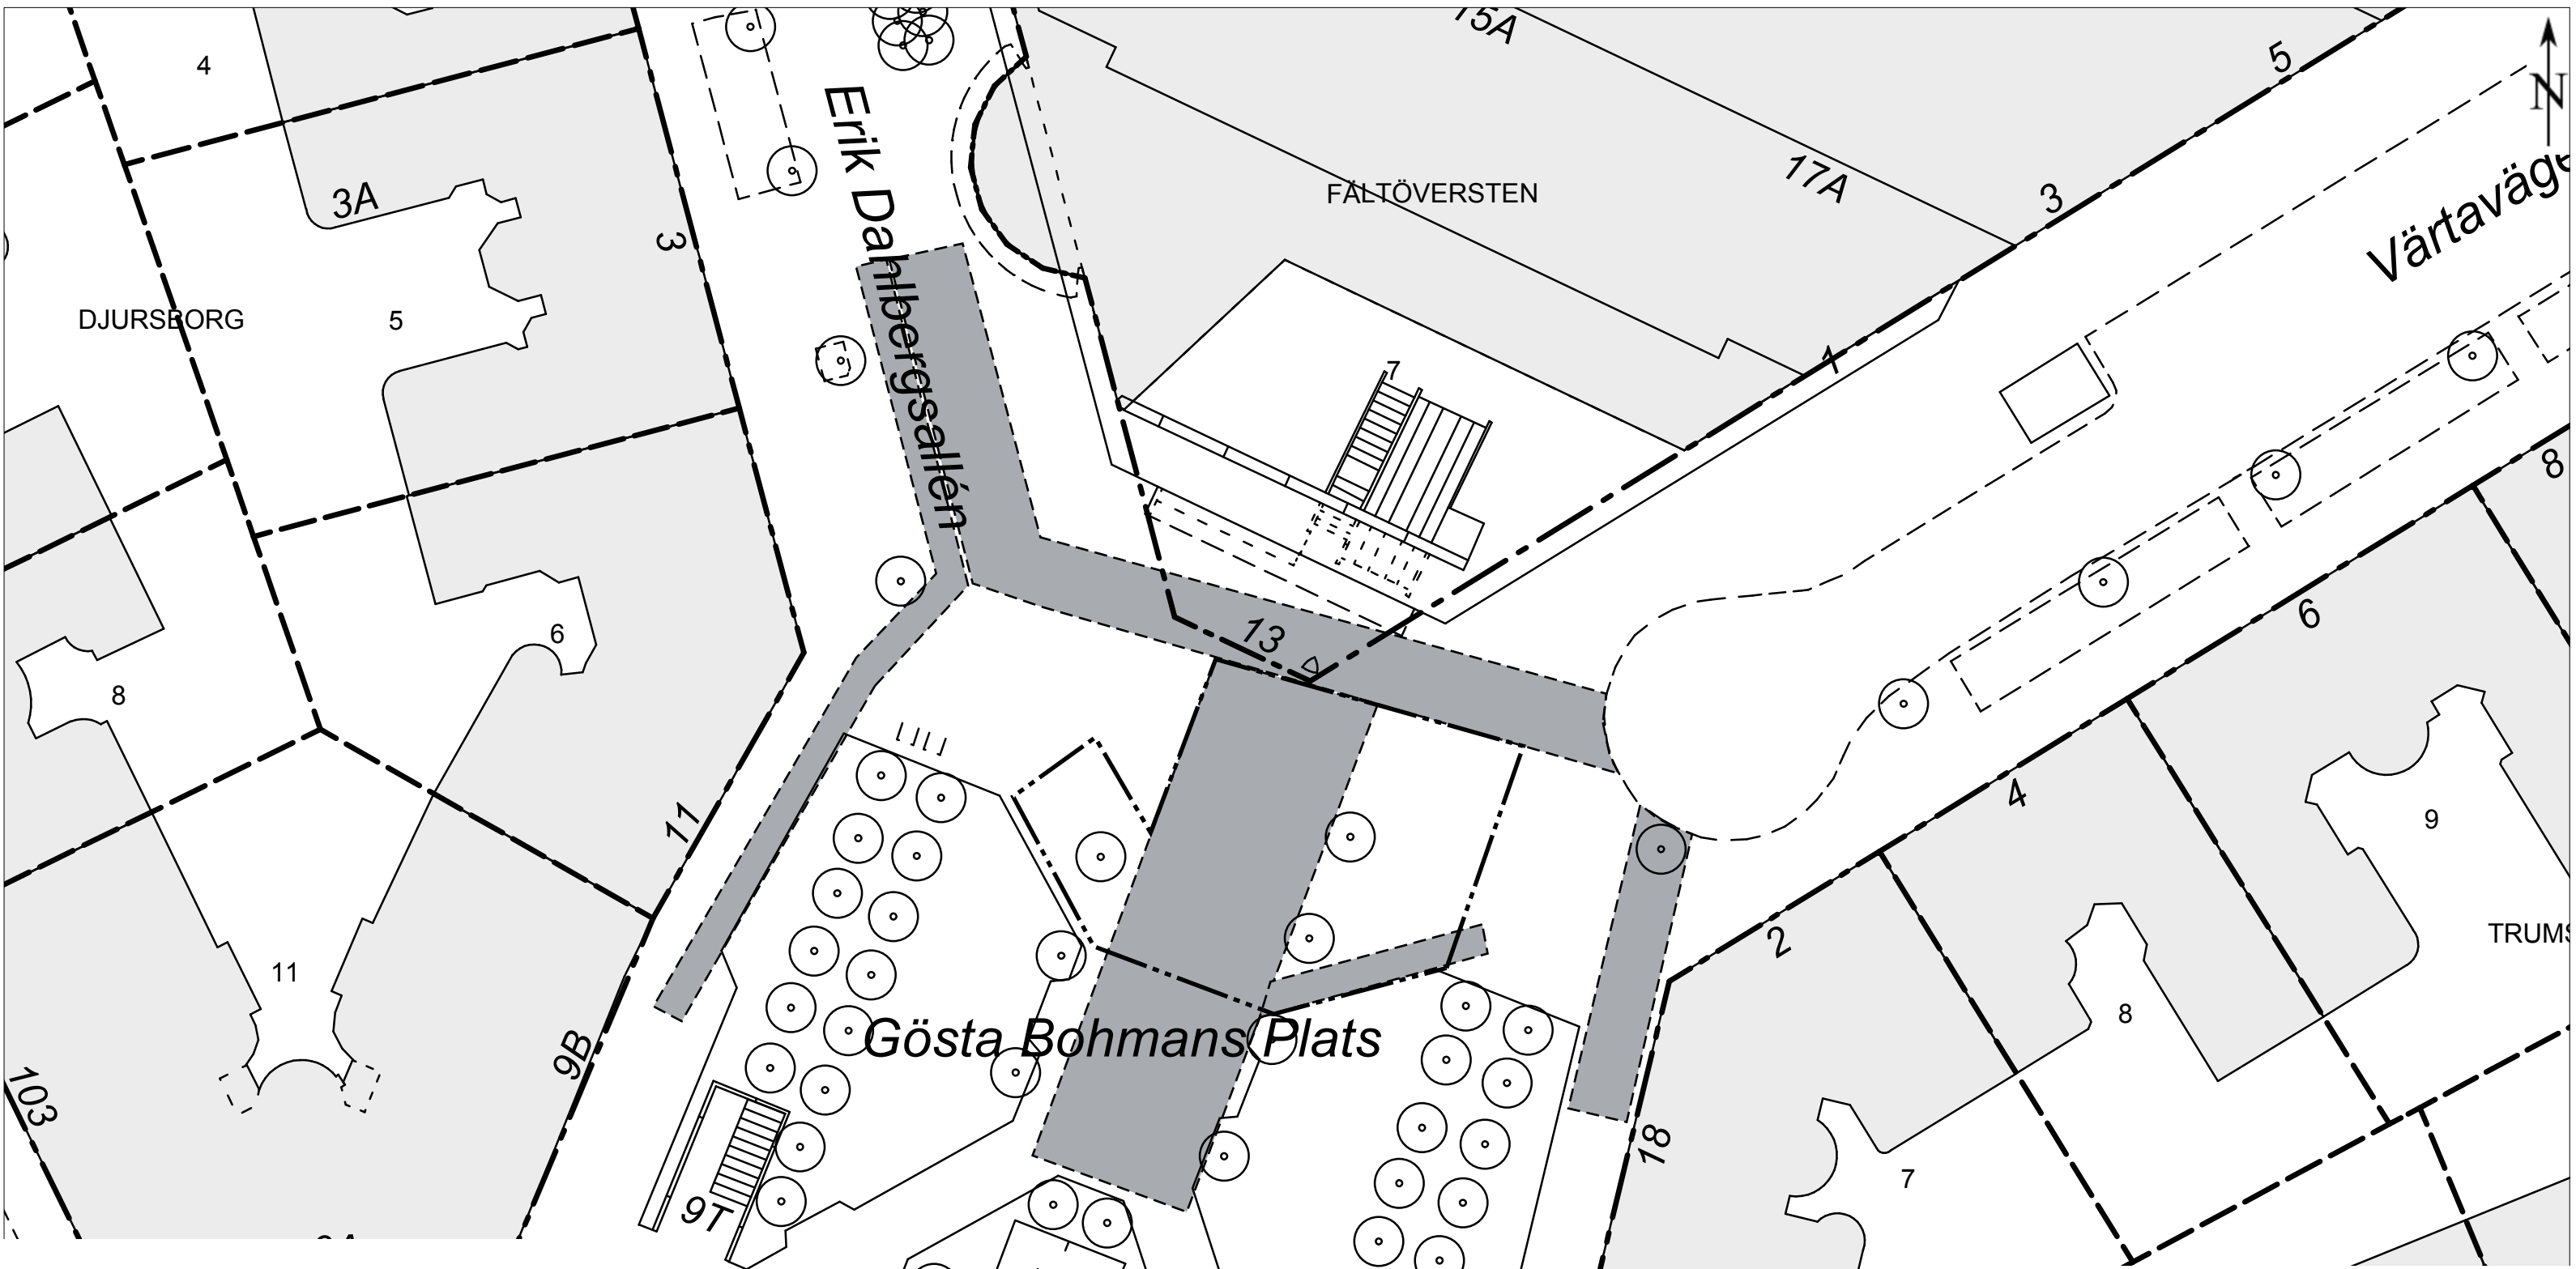 15A
5
4
N
Erik Dahlbergsallén
Värtaväge
17A
FÄLTÖVERSTEN
3A
3
3
DJURSBORG
5
1
7
8
6
6
13
8
4
11
9
2
TRUMS
11
8
Gösta Bohmans Plats
9B
103
18
7
9T